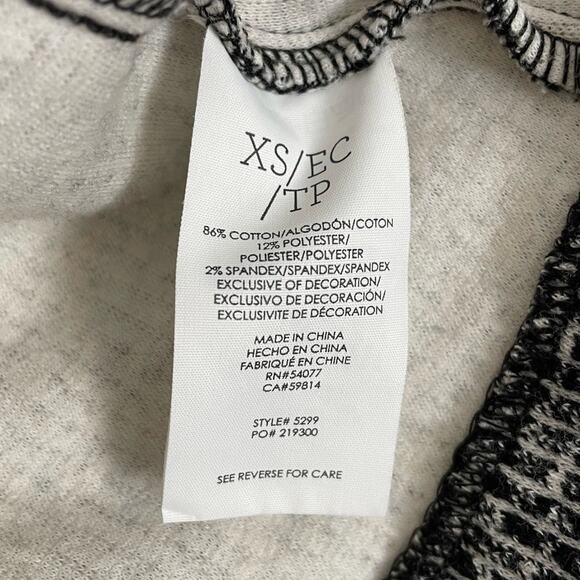 XS/EC
/TP
86% COTTON/ALGODÓN/COTON
12% POLYESTER/
POLIESTER/POLYESTER
2% SPANDEX/SPANDEX/SPANDEX
EXCLUSIVE OF DECORATION/
EXCLUSIVO DE DECORACIÓN/
EXCLUSIVITE DE DÉCORATION
MADE IN CHINA
HECHO EN CHINA
FABRIQUÉ EN CHINE
RN#54077
CA#59814
STYLE# 5299
PO# 219300
SEE REVERSE FOR CARE